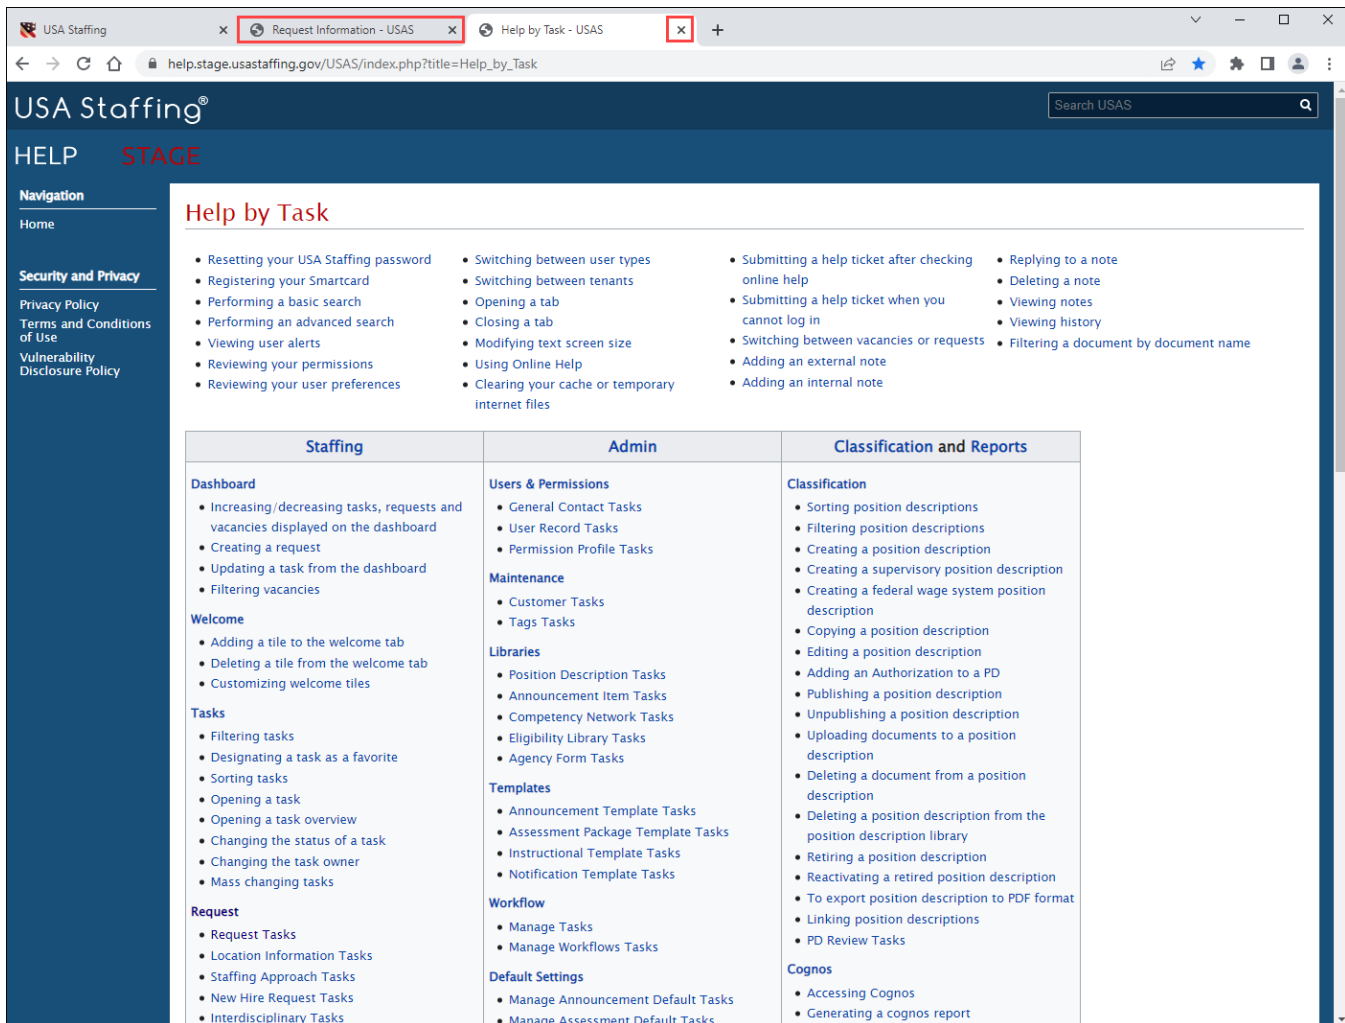 USA Staffing
Request Information - USAS
Help by Task - USAS
help.stage.usastaffing.gov/USAS/index.php?title=Help_by_Task
USA Staffing®
Search USAS
HELP STAGE
Navigation
Home
Security and Privacy
Privacy Policy
Terms and Conditions
of Use
Vulnerability
Disclosure Policy
Help by Task
Resetting your USA Staffing password
Registering your Smartcard
Performing a basic search
Performing an advanced search
Viewing user alerts
Reviewing your permissions
Reviewing your user preferences
Switching between user types
Switching between tenants
Opening a tab
Closing a tab
Modifying text screen size
Using Online Help
Clearing your cache or temporary
internet files
Submitting a help ticket after checking
online help
Submitting a help ticket when you
cannot log in
Switching between vacancies or requests
Adding an external note
Adding an internal note
Replying to a note
Deleting a note
Viewing notes
Viewing history
Filtering a document by document name
Staffing
Dashboard
Increasing/decreasing tasks, requests and
vacancies displayed on the dashboard
Creating a request
Updating a task from the dashboard
Filtering vacancies
Welcome
Adding a tile to the welcome tab
Deleting a tile from the welcome tab
Customizing welcome tiles
Tasks
Filtering tasks
Designating a task as a favorite
Sorting tasks
Opening a task
Opening a task overview
Changing the status of a task
Changing the task owner
Mass changing tasks
Request
Request Tasks
Location Information Tasks
Staffing Approach Tasks
New Hire Request Tasks
Interdisciplinary Tasks
Admin
Users & Permissions
General Contact Tasks
User Record Tasks
Permission Profile Tasks
Maintenance
Customer Tasks
Tags Tasks
Libraries
Position Description Tasks
Announcement Item Tasks
Competency Network Tasks
Eligibility Library Tasks
Agency Form Tasks
Templates
Announcement Template Tasks
Assessment Package Template Tasks
Instructional Template Tasks
Notification Template Tasks
Workflow
Manage Tasks
Manage Workflows Tasks
Default Settings
Manage Announcement Default Tasks
Manage Assessment Default Tasks
Classification and Reports
Classification
Sorting position descriptions
Filtering position descriptions
Creating a position description
Creating a supervisory position description
Creating a federal wage system position
description
Copying a position description
Editing a position description
Adding an Authorization to a PD
Publishing a position description
Unpublishing a position description
Uploading documents to a position
description
Deleting a document from a position
description
Deleting a position description from the
position description library
Retiring a position description
Reactivating a retired position description
To export position description to PDF format
Linking position descriptions
PD Review Tasks
Cognos
Accessing Cognos
Generating a cognos report